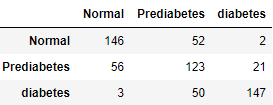 Normal Prediabetes diabetes
Normal 146 52 2
Prediabetes 56 123 21
diabetes 3 50 147